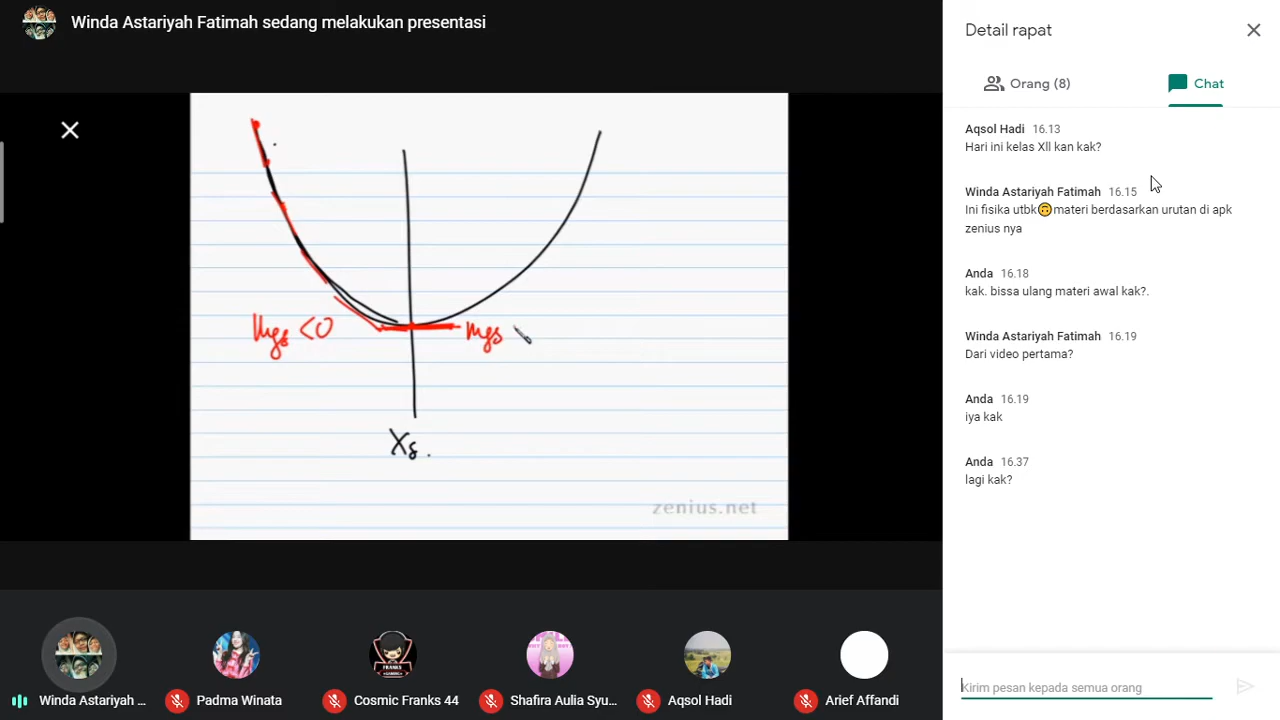 Winda Astariyah Fatimah sedang melakukan presentasi
mgs <0
mgs
Xs.
zenius.net
Winda Astariyah ...
Padma Winata
Cosmic Franks 44
Shafira Aulia Syu...
Aqsol Hadi
Arief Affandi
Detail rapat
Orang (8)
Chat
Aqsol Hadi 16.13
Hari ini kelas Xll kan kak?
Winda Astariyah Fatimah 16.15
Ini fisika utbk🙃materi berdasarkan urutan di apk
zenius nya
Anda 16.18
kak. bissa ulang materi awal kak?.
Winda Astariyah Fatimah 16.19
Dari video pertama?
Anda 16.19
iya kak
Anda 16.37
lagi kak?
Kirim pesan kepada semua orang